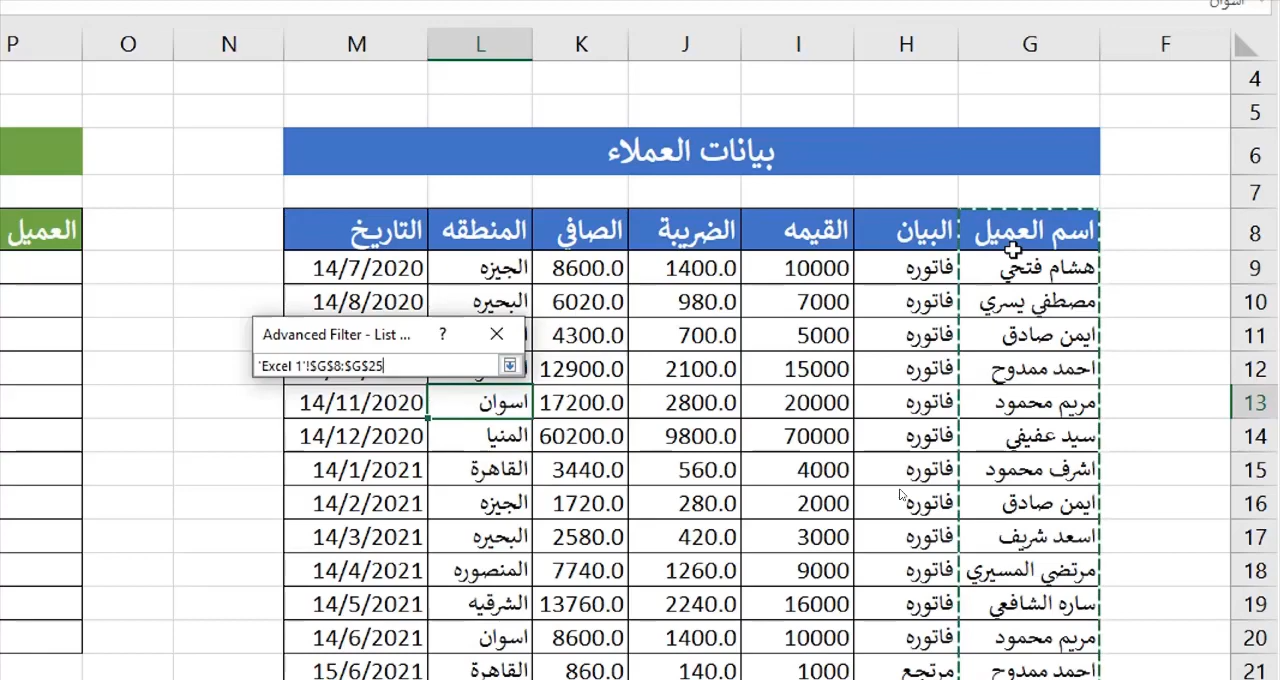 اسوان
F G H I J K L M N O P
4
5
6 بيانات العملاء
7
8 اسم العميل البيان القيمه الضريبة الصافي المنطقه التاريخ العميل
9 هشام فتحي فاتوره 10000 1400.0 8600.0 الجيزه 14/7/2020
10 مصطفي يسري فاتوره 7000 980.0 6020.0 البحيره 14/8/2020
Advanced Filter - List ... ?
11 ايمن صادق فاتوره 5000 700.0 4300.0
'Excel 1'!$G$8:$G$25
12 احمد ممدوح فاتوره 15000 2100.0 12900.0
13 مريم محمود فاتوره 20000 2800.0 17200.0 اسوان 14/11/2020
14 سيد عفيفي فاتوره 70000 9800.0 60200.0 المنيا 14/12/2020
15 اشرف محمود فاتوره 4000 560.0 3440.0 القاهرة 14/1/2021
16 ايمن صادق فاتوره 2000 280.0 1720.0 الجيزه 14/2/2021
17 اسعد شريف فاتوره 3000 420.0 2580.0 البحيره 14/3/2021
18 مرتضي المسيري فاتوره 9000 1260.0 7740.0 المنصوره 14/4/2021
19 ساره الشافعي فاتوره 16000 2240.0 13760.0 الشرقيه 14/5/2021
20 مريم محمود فاتوره 10000 1400.0 8600.0 اسوان 14/6/2021
21 احمد ممدوح مرتجع 1000 140.0 860.0 القاهرة 15/6/2021